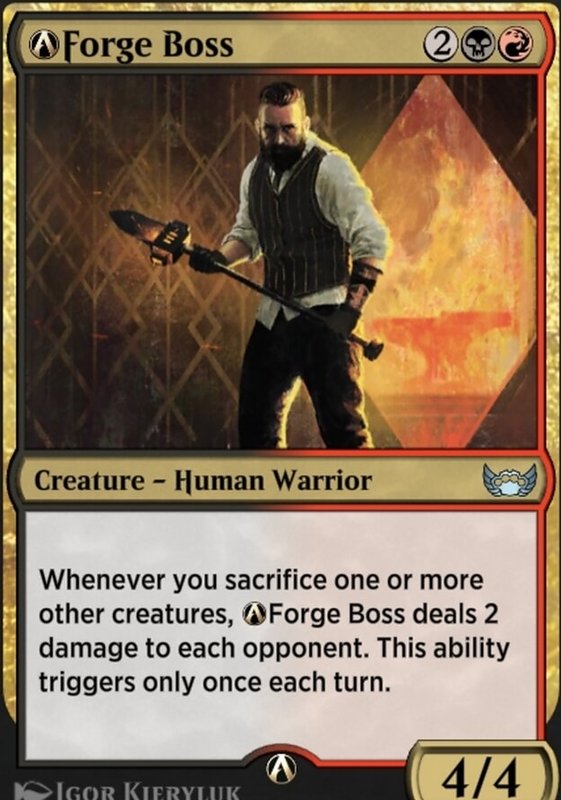 Forge Boss 2
Creature – Human Warrior
Whenever you sacrifice one or more
other creatures, Forge Boss deals 2
damage to each opponent. This ability
triggers only once each turn.
4/4
IGOR KIERYLUK